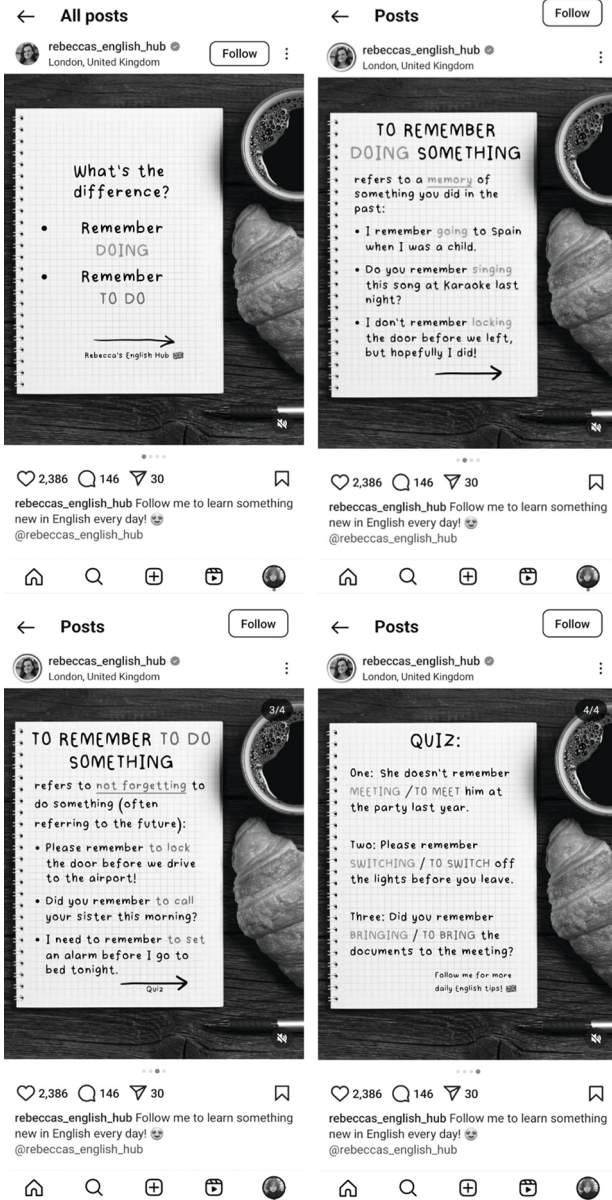 All posts
rebeccas_english_hub
London, United Kingdom
Follow
What's the
difference?
• Remember
DOING
• Remember
TO DO
Rebecca's English Hub
2,386 146 30
rebeccas_english_hub Follow me to learn something
new in English every day! 😍
@rebeccas_english_hub
Posts
Follow
rebeccas_english_hub
London, United Kingdom
TO REMEMBER
DOING SOMETHING
refers to a memory of
something you did in the
past:
• I remember going to Spain
when I was a child.
• Do you remember singing
this song at Karaoke last
night?
• I don't remember locking
the door before we left,
but hopefully I did!
2,386 146 30
rebeccas_english_hub Follow me to learn something
new in English every day! 😍
@rebeccas_english_hub
Posts
Follow
rebeccas_english_hub
London, United Kingdom
3/4
TO REMEMBER TO DO
SOMETHING
refers to not forgetting to
do something (often
referring to the future):
• Please remember to lock
the door before we drive
to the airport!
• Did you remember to call
your sister this morning?
• I need to remember to set
an alarm before I go to
bed tonight.
Quiz
2,386 146 30
rebeccas_english_hub Follow me to learn something
new in English every day! 😍
@rebeccas_english_hub
Posts
Follow
rebeccas_english_hub
London, United Kingdom
4/4
QUIZ:
One: She doesn't remember
MEETING /TO MEET him at
the party last year.
Two: Please remember
SWITCHING / TO SWITCH off
the lights before you leave.
Three: Did you remember
BRINGING / TO BRING the
documents to the meeting?
Follow me for more
daily English tips!
2,386 146 30
rebeccas_english_hub Follow me to learn something
new in English every day! 😍
@rebeccas_english_hub